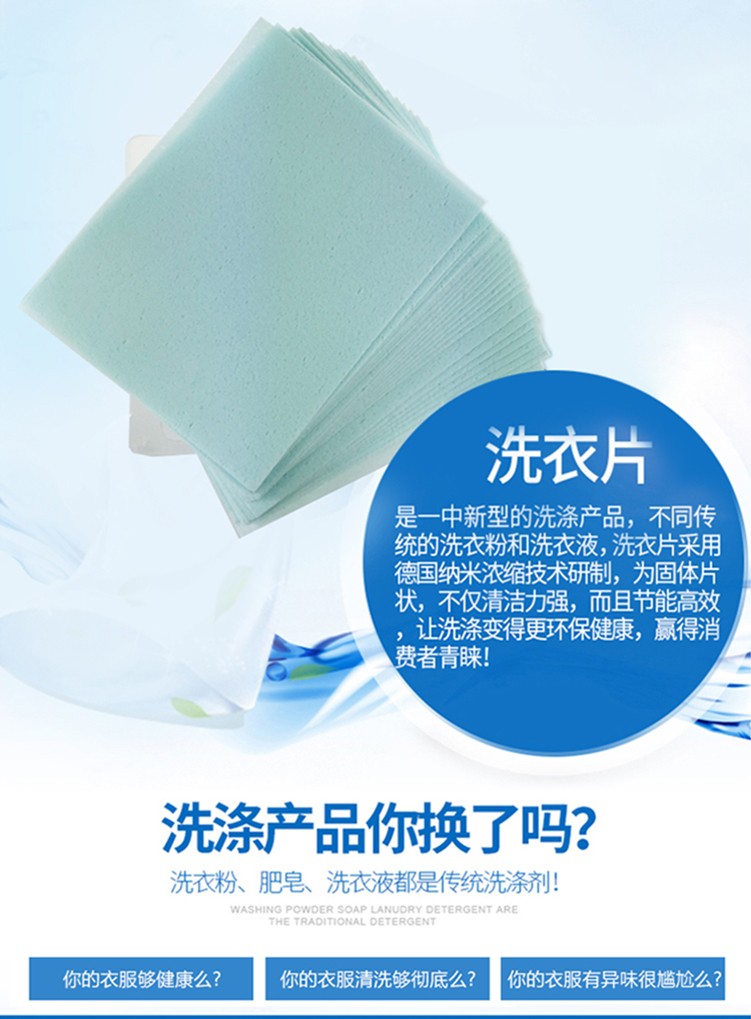 洗衣片
是一中新型的洗涤产品，不同传
统的洗衣粉和洗衣液，洗衣片采用
德国纳米浓缩技术研制，为固体片
状，不仅清洁力强，而且节能高效
，让洗涤变得更环保健康，赢得消
费者青睐！
洗涤产品你换了吗？
洗衣粉、肥皂、洗衣液都是传统洗涤剂！
WASHING POWDER SOAP LANUDRY DETERGENT ARE
THE TRADITIONAL DETERGENT
你的衣服够健康么？
你的衣服清洗够彻底么？
你的衣服有异味很尴尬么？